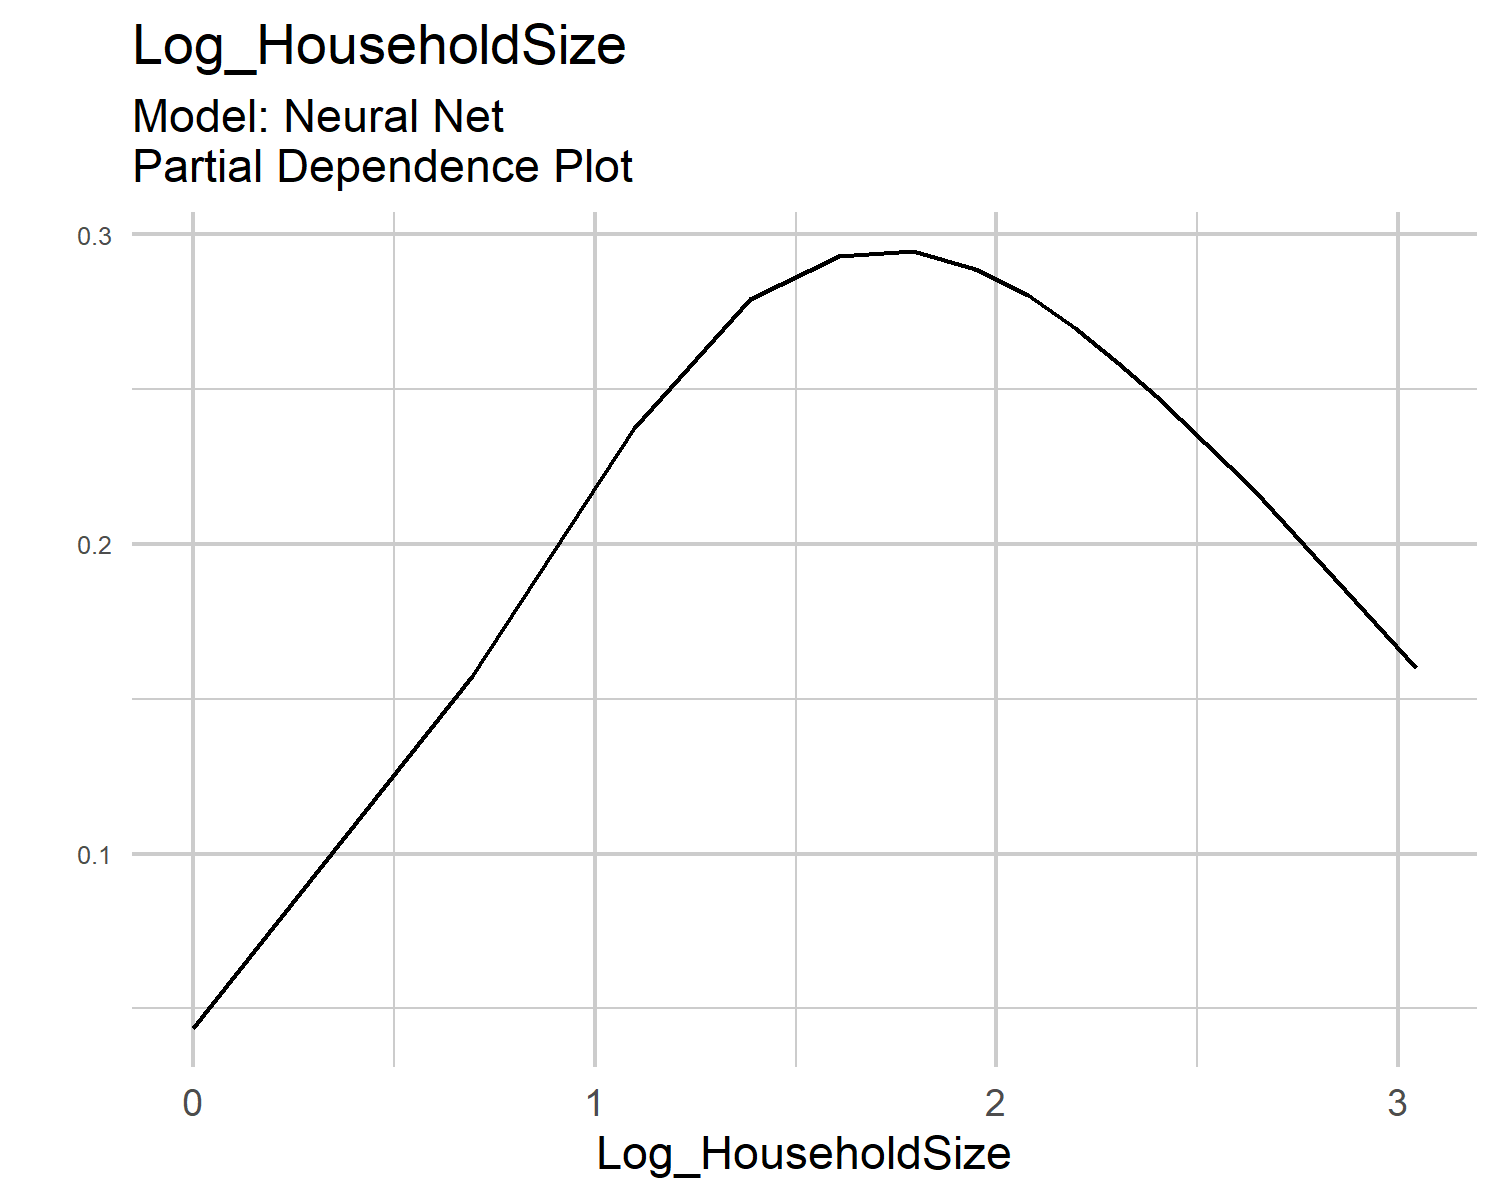 Log_HouseholdSize
Model: Neural Net
Partial Dependence Plot
0.3
0.2
0.1
0 1 2 3
Log_HouseholdSize